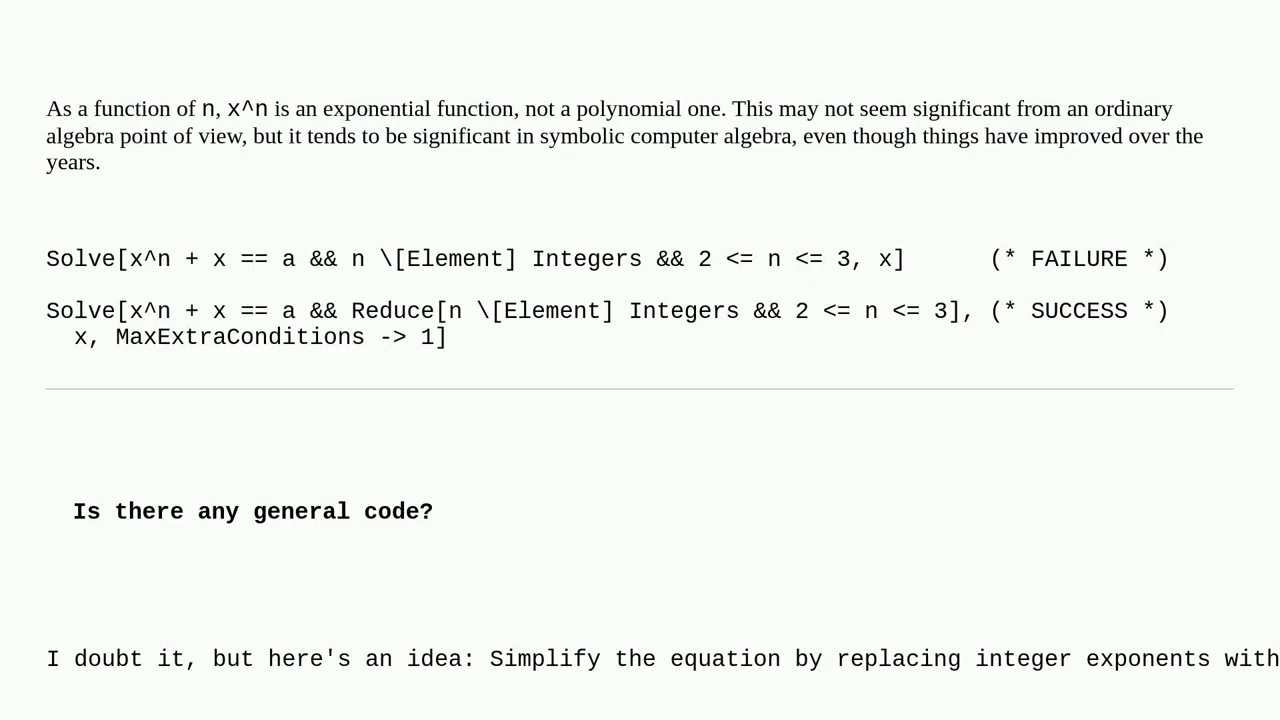 As a function of n, x^n is an exponential function, not a polynomial one. This may not seem significant from an ordinary
algebra point of view, but it tends to be significant in symbolic computer algebra, even though things have improved over the
years.
Solve[x^n + x == a && n \[Element] Integers && 2 <= n <= 3, x]      (* FAILURE *)
Solve[x^n + x == a && Reduce[n \[Element] Integers && 2 <= n <= 3], (* SUCCESS *)
  x, MaxExtraConditions -> 1]
Is there any general code?
I doubt it, but here's an idea: Simplify the equation by replacing integer exponents with